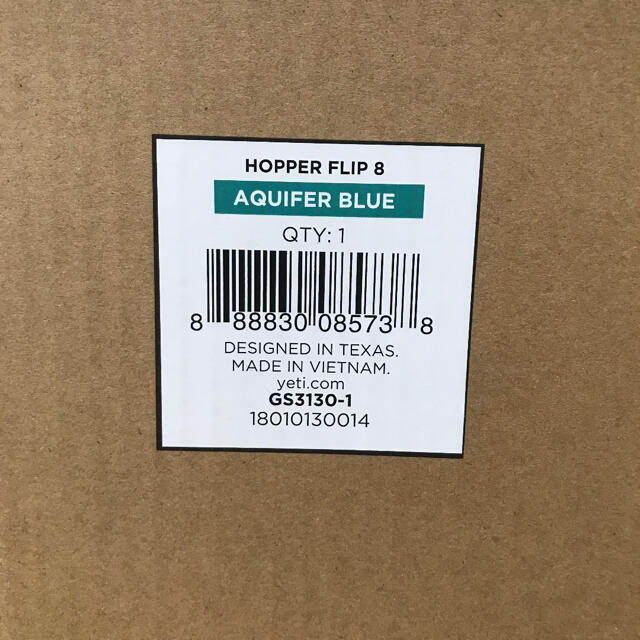 HOPPER FLIP 8
AQUIFER BLUE
QTY: 1
8 88830 08573 8
DESIGNED IN TEXAS.
MADE IN VIETNAM.
yeti.com
GS3130-1
18010130014